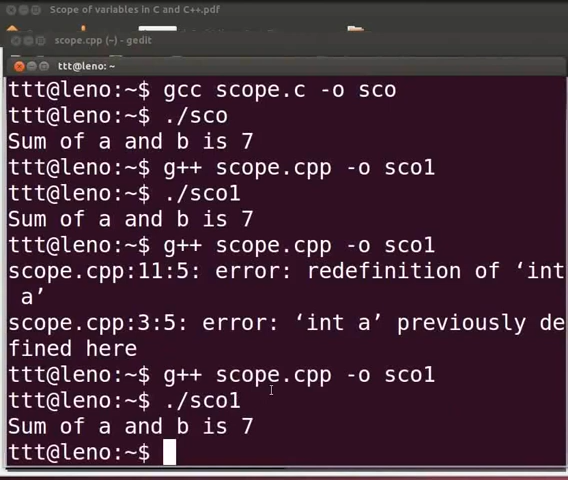 Scope of variables in C and C++.pdf
scope.cpp (~) - gedit
ttt@leno: ~
ttt@leno:~$ gcc scope.c -o sco
ttt@leno:~$ ./sco
Sum of a and b is 7
ttt@leno:~$ g++ scope.cpp -o sco1
ttt@leno:~$ ./sco1
Sum of a and b is 7
ttt@leno:~$ g++ scope.cpp -o sco1
scope.cpp:11:5: error: redefinition of ‘int
 a’
scope.cpp:3:5: error: ‘int a’ previously de
fined here
ttt@leno:~$ g++ scope.cpp -o sco1
ttt@leno:~$ ./sco1
Sum of a and b is 7
ttt@leno:~$